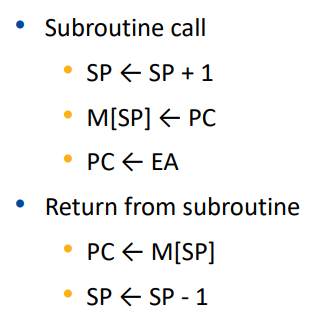 • Subroutine call
• SP ← SP + 1
• M[SP] ← PC
• PC ← EA
• Return from subroutine
• PC ← M[SP]
• SP ← SP - 1